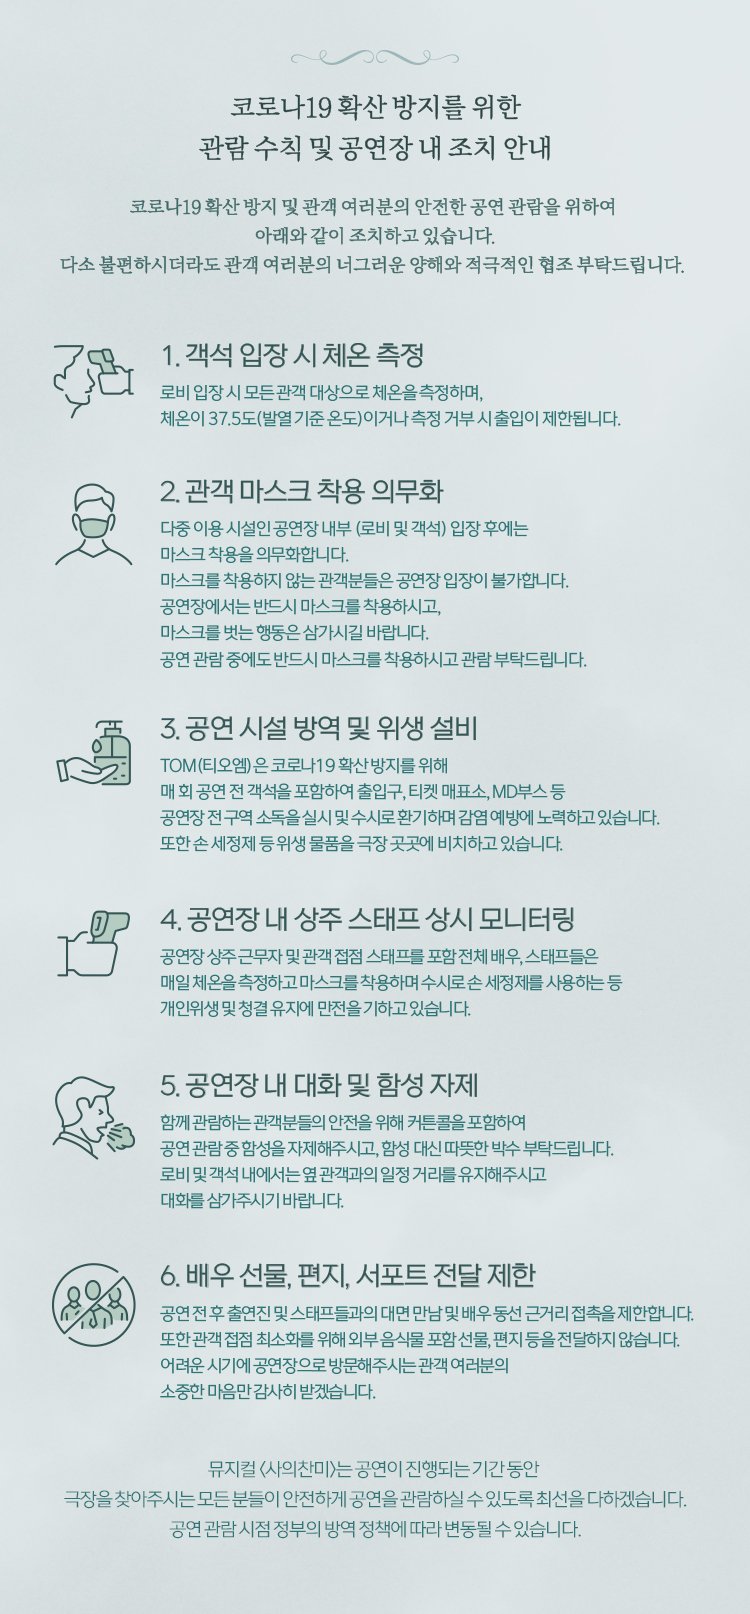 코로나19 확산 방지를 위한
관람 수칙 및 공연장 내 조치 안내
코로나19 확산 방지 및 관객 여러분의 안전한 공연 관람을 위하여
아래와 같이 조치하고 있습니다.
다소 불편하시더라도 관객 여러분의 너그러운 양해와 적극적인 협조 부탁드립니다.
1. 객석 입장 시 체온 측정
로비 입장 시 모든 관객 대상으로 체온을 측정하며,
체온이 37.5도(발열 기준 온도)이거나 측정 거부 시 출입이 제한됩니다.
2. 관객 마스크 착용 의무화
다중 이용 시설인 공연장 내부 (로비 및 객석) 입장 후에는
마스크 착용을 의무화합니다.
마스크를 착용하지 않는 관객분들은 공연장 입장이 불가합니다.
공연장에서는 반드시 마스크를 착용하시고,
마스크를 벗는 행동은 삼가시길 바랍니다.
공연 관람 중에도 반드시 마스크를 착용하시고 관람 부탁드립니다.
3. 공연 시설 방역 및 위생 설비
TOM(티오엠)은 코로나19 확산 방지를 위해
매 회 공연 전 객석을 포함하여 출입구, 티켓 매표소, MD부스 등
공연장 전 구역 소독을 실시 및 수시로 환기하며 감염 예방에 노력하고 있습니다.
또한 손 세정제 등 위생 물품을 극장 곳곳에 비치하고 있습니다.
4. 공연장 내 상주 스태프 상시 모니터링
공연장 상주 근무자 및 관객 접점 스태프를 포함 전체 배우, 스태프들은
매일 체온을 측정하고 마스크를 착용하며 수시로 손 세정제를 사용하는 등
개인위생 및 청결 유지에 만전을 기하고 있습니다.
5. 공연장 내 대화 및 함성 자제
함께 관람하는 관객분들의 안전을 위해 커튼콜을 포함하여
공연 관람 중 함성을 자제해주시고, 함성 대신 따뜻한 박수 부탁드립니다.
로비 및 객석 내에서는 옆 관객과의 일정 거리를 유지해주시고
대화를 삼가주시기 바랍니다.
6. 배우 선물, 편지, 서포트 전달 제한
공연 전 후 출연진 및 스태프들과의 대면 만남 및 배우 동선 근거리 접촉을 제한합니다.
또한 관객 접점 최소화를 위해 외부 음식물 포함 선물, 편지 등을 전달하지 않습니다.
어려운 시기에 공연장으로 방문해주시는 관객 여러분의
소중한 마음만 감사히 받겠습니다.
뮤지컬 〈사의찬미〉는 공연이 진행되는 기간 동안
극장을 찾아주시는 모든 분들이 안전하게 공연을 관람하실 수 있도록 최선을 다하겠습니다.
공연 관람 시점 정부의 방역 정책에 따라 변동될 수 있습니다.